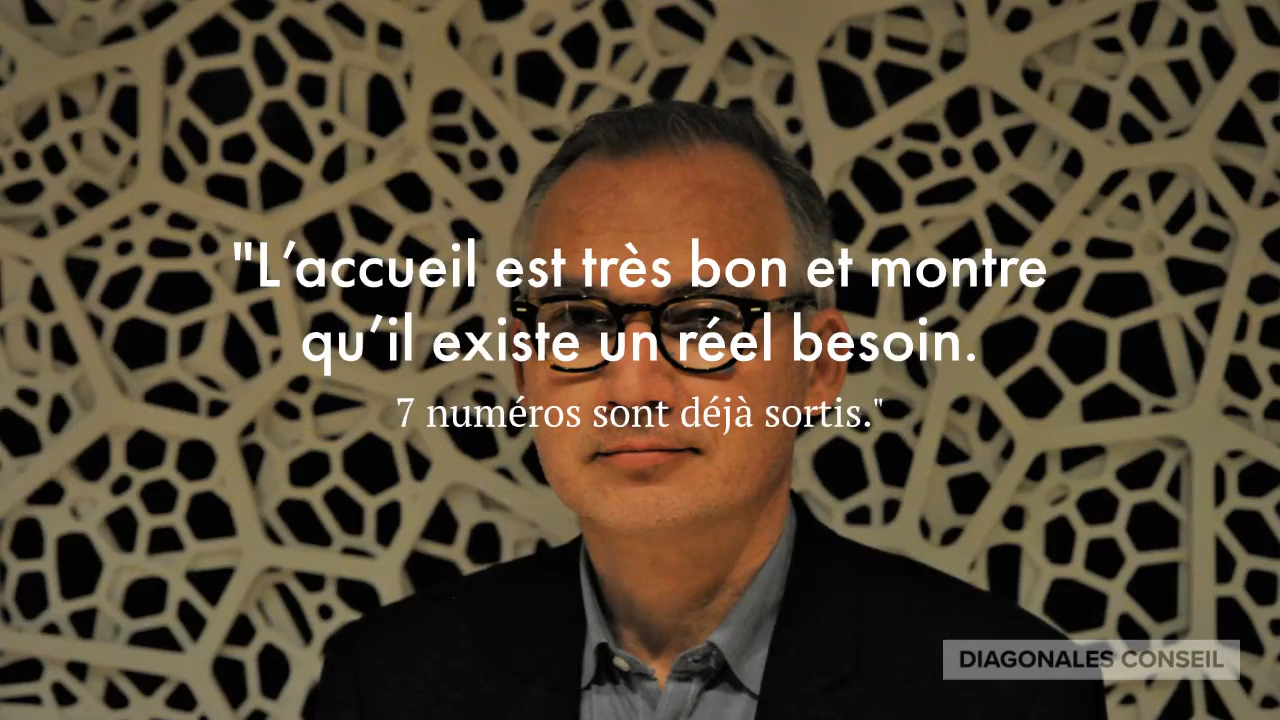 "L’accueil est très bon et montre
qu’il existe un réel besoin.
7 numéros sont déjà sortis."
DIAGONALES CONSEIL